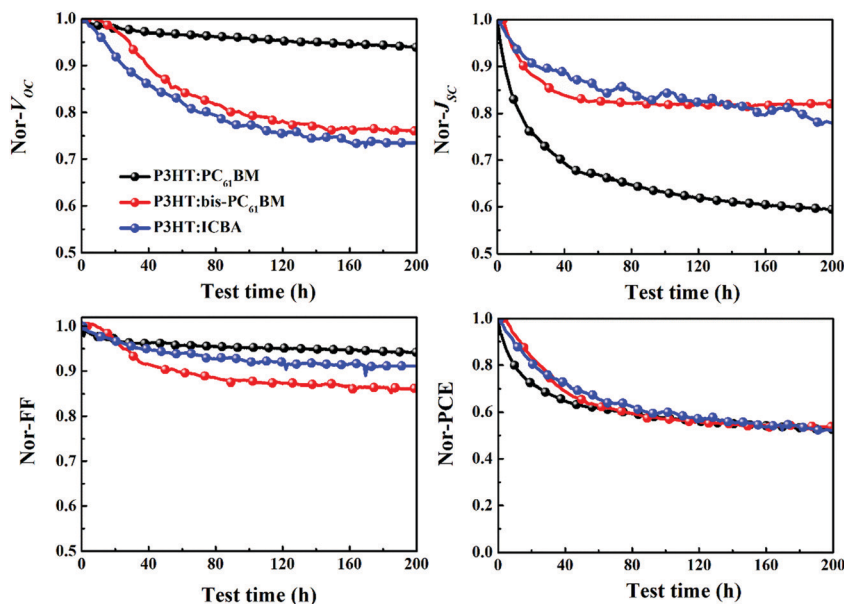 Nor-V_OC
1.0
0.9
0.8
0.7
0.6
0.5
P3HT:PC₆₁BM
P3HT:bis-PC₆₁BM
P3HT:ICBA
0 40 80 120 160 200
Test time (h)
Nor-J_SC
1.0
0.9
0.8
0.7
0.6
0.5
0 40 80 120 160 200
Test time (h)
Nor-FF
1.0
0.9
0.8
0.7
0.6
0.5
0 40 80 120 160 200
Test time (h)
Nor-PCE
1.0
0.8
0.6
0.4
0.2
0.0
0 40 80 120 160 200
Test time (h)